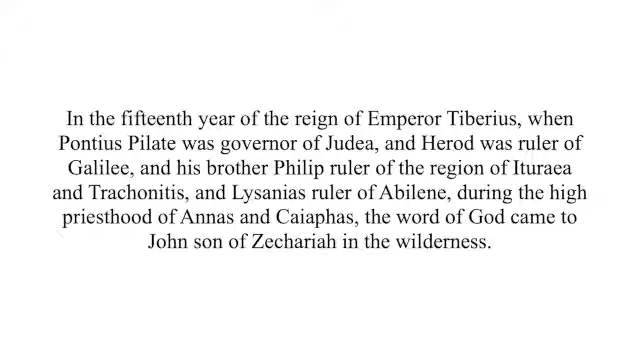 In the fifteenth year of the reign of Emperor Tiberius, when
Pontius Pilate was governor of Judea, and Herod was ruler of
Galilee, and his brother Philip ruler of the region of Ituraea
and Trachonitis, and Lysanias ruler of Abilene, during the high
priesthood of Annas and Caiaphas, the word of God came to
John son of Zechariah in the wilderness.